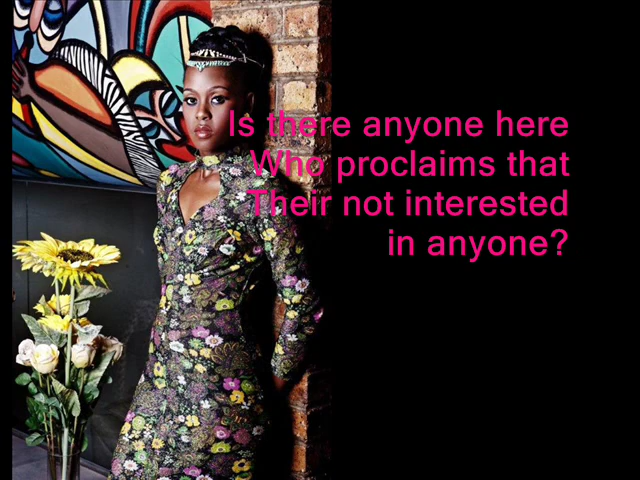 Is there anyone here
Who proclaims that
Their not interested
in anyone?